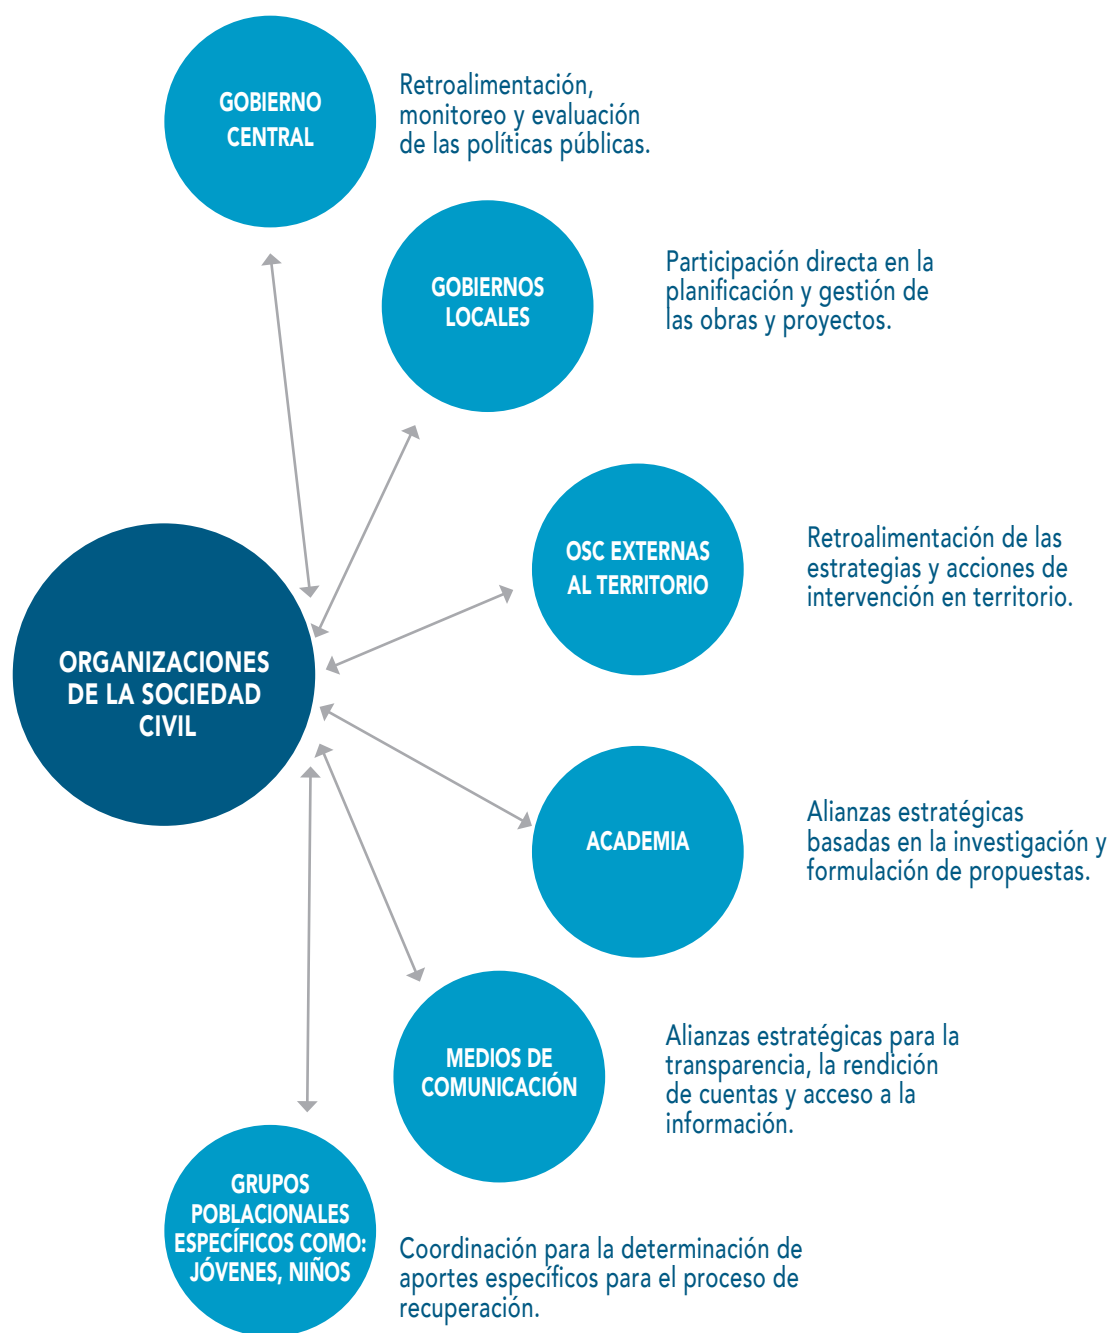 GOBIERNO
CENTRAL
Retroalimentación,
monitoreo y evaluación
de las políticas públicas.
GOBIERNOS
LOCALES
Participación directa en la
planificación y gestión de
las obras y proyectos.
OSC EXTERNAS
AL TERRITORIO
Retroalimentación de las
estrategias y acciones de
intervención en territorio.
ORGANIZACIONES
DE LA SOCIEDAD
CIVIL
ACADEMIA
Alianzas estratégicas
basadas en la investigación y
formulación de propuestas.
MEDIOS DE
COMUNICACIÓN
Alianzas estratégicas para la
transparencia, la rendición
de cuentas y acceso a la
información.
GRUPOS
POBLACIONALES
ESPECÍFICOS COMO:
JÓVENES, NIÑOS
Coordinación para la determinación de
aportes específicos para el proceso de
recuperación.